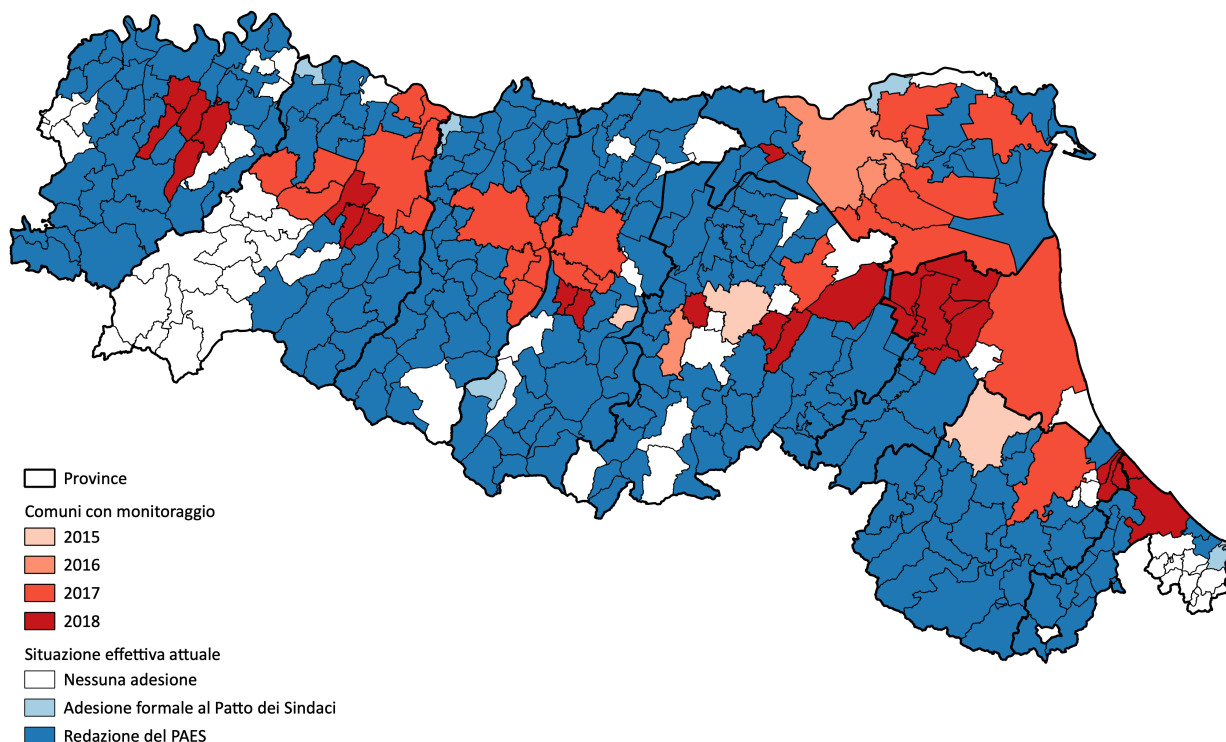 Province
Comuni con monitoraggio
2015
2016
2017
2018
Situazione effettiva attuale
Nessuna adesione
Adesione formale al Patto dei Sindaci
Redazione del PAES